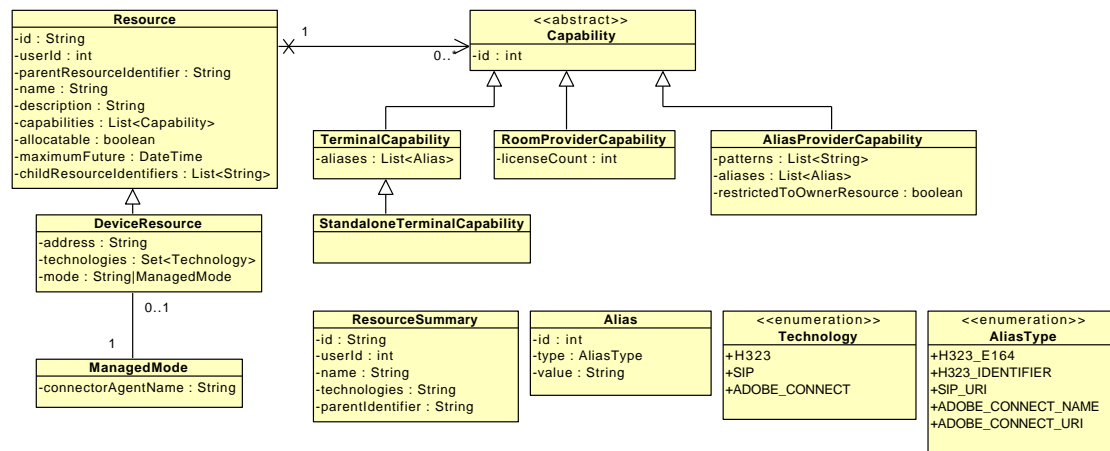 Resource
-id : String
-userId : int
-parentResourceIdentifier : String
-name : String
-description : String
-capabilities : List<Capability>
-allocatable : boolean
-maximumFuture : DateTime
-childResourceIdentifiers : List<String>
1
0..*
<<abstract>>
Capability
-id : int
TerminalCapability
-aliases : List<Alias>
RoomProviderCapability
-licenseCount : int
AliasProviderCapability
-patterns : List<String>
-aliases : List<Alias>
-restrictedToOwnerResource : boolean
StandaloneTerminalCapability
DeviceResource
-address : String
-technologies : Set<Technology>
-mode : String|ManagedMode
0..1
1
ManagedMode
-connectorAgentName : String
ResourceSummary
-id : String
-userId : int
-name : String
-technologies : String
-parentIdentifier : String
Alias
-id : int
-type : AliasType
-value : String
<<enumeration>>
Technology
+H323
+SIP
+ADOBE_CONNECT
<<enumeration>>
AliasType
+H323_E164
+H323_IDENTIFIER
+SIP_URI
+ADOBE_CONNECT_NAME
+ADOBE_CONNECT_URI